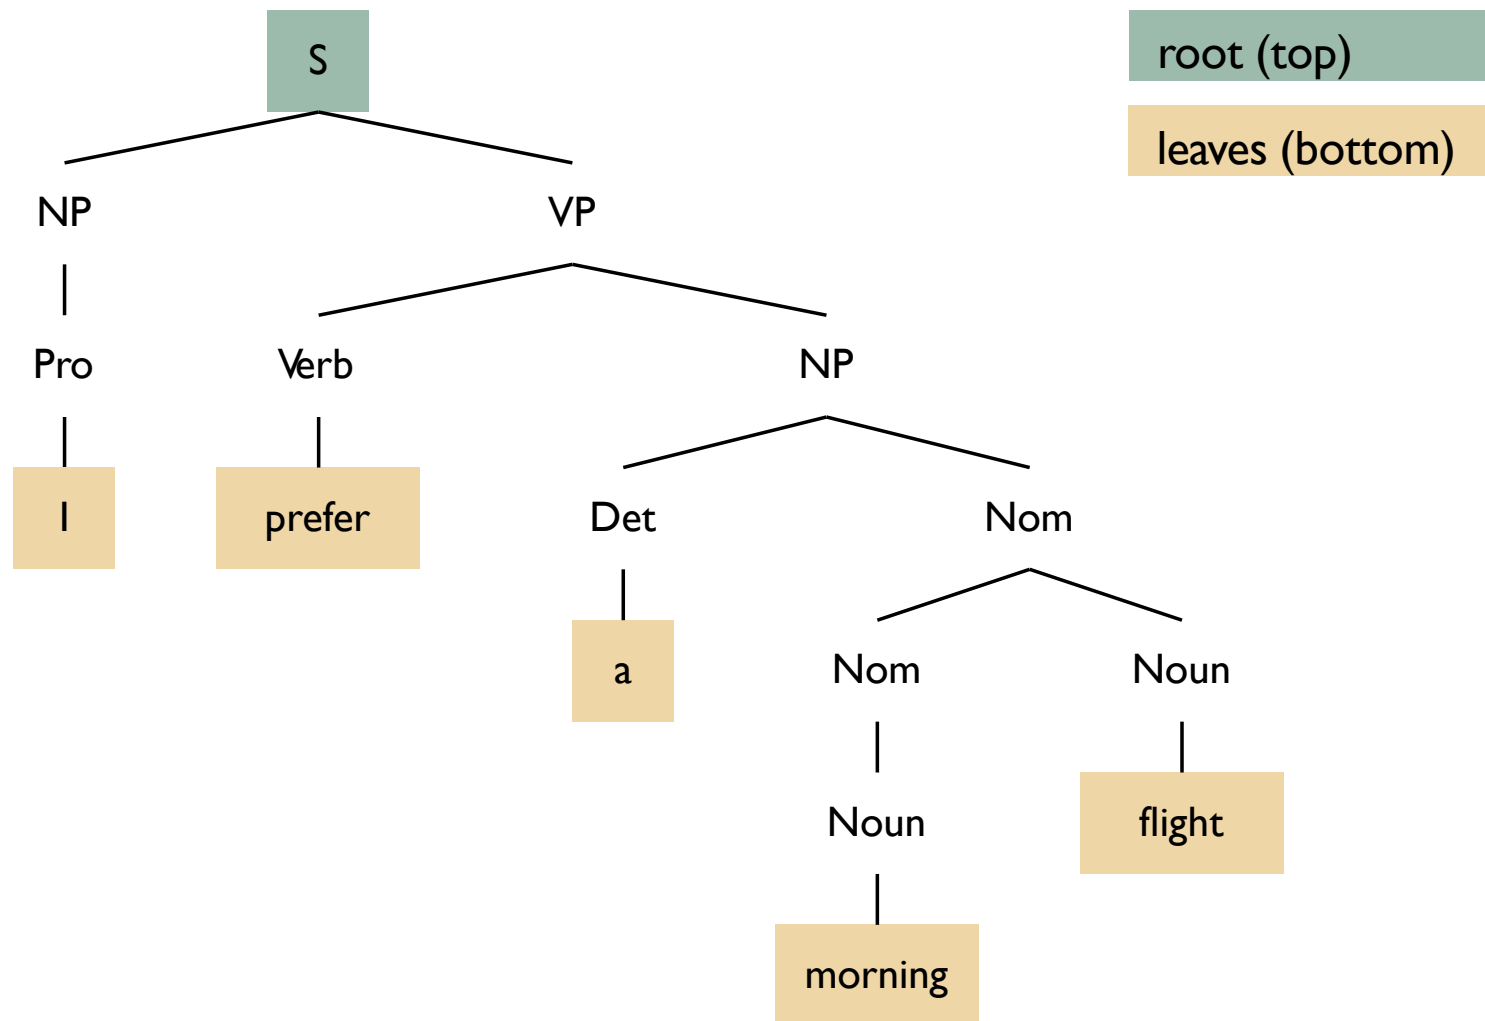 S
root (top)
leaves (bottom)
NP VP
Pro Verb NP
I prefer Det Nom
a Nom Noun
Noun flight
morning